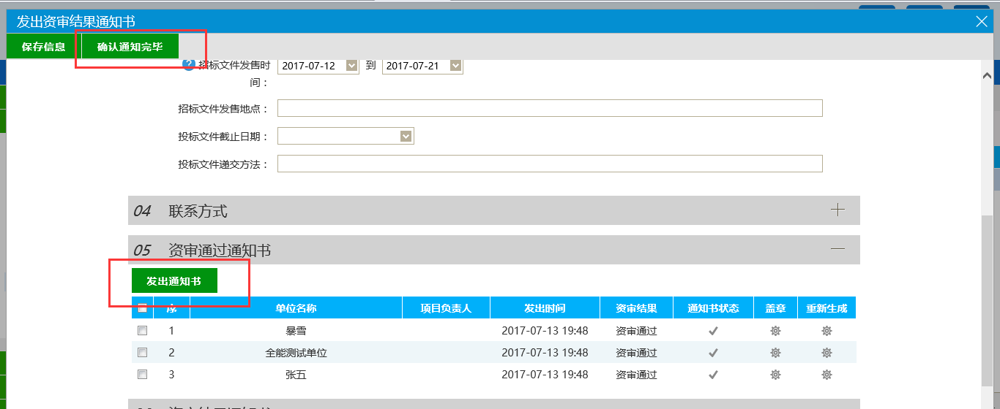 发出资审结果通知书
保存信息 确认通知完毕
? 招标文件发售时 2017-07-12 到 2017-07-21
间：
招标文件发售地点：
投标文件截止日期：
投标文件递交方法：
04 联系方式
05 资审通过通知书
发出通知书
序 单位名称 项目负责人 发出时间 资审结果 通知书状态 盖章 重新生成
1 暴雪 2017-07-13 19:48 资审通过
2 全能测试单位 2017-07-13 19:48 资审通过
3 张五 2017-07-13 19:48 资审通过